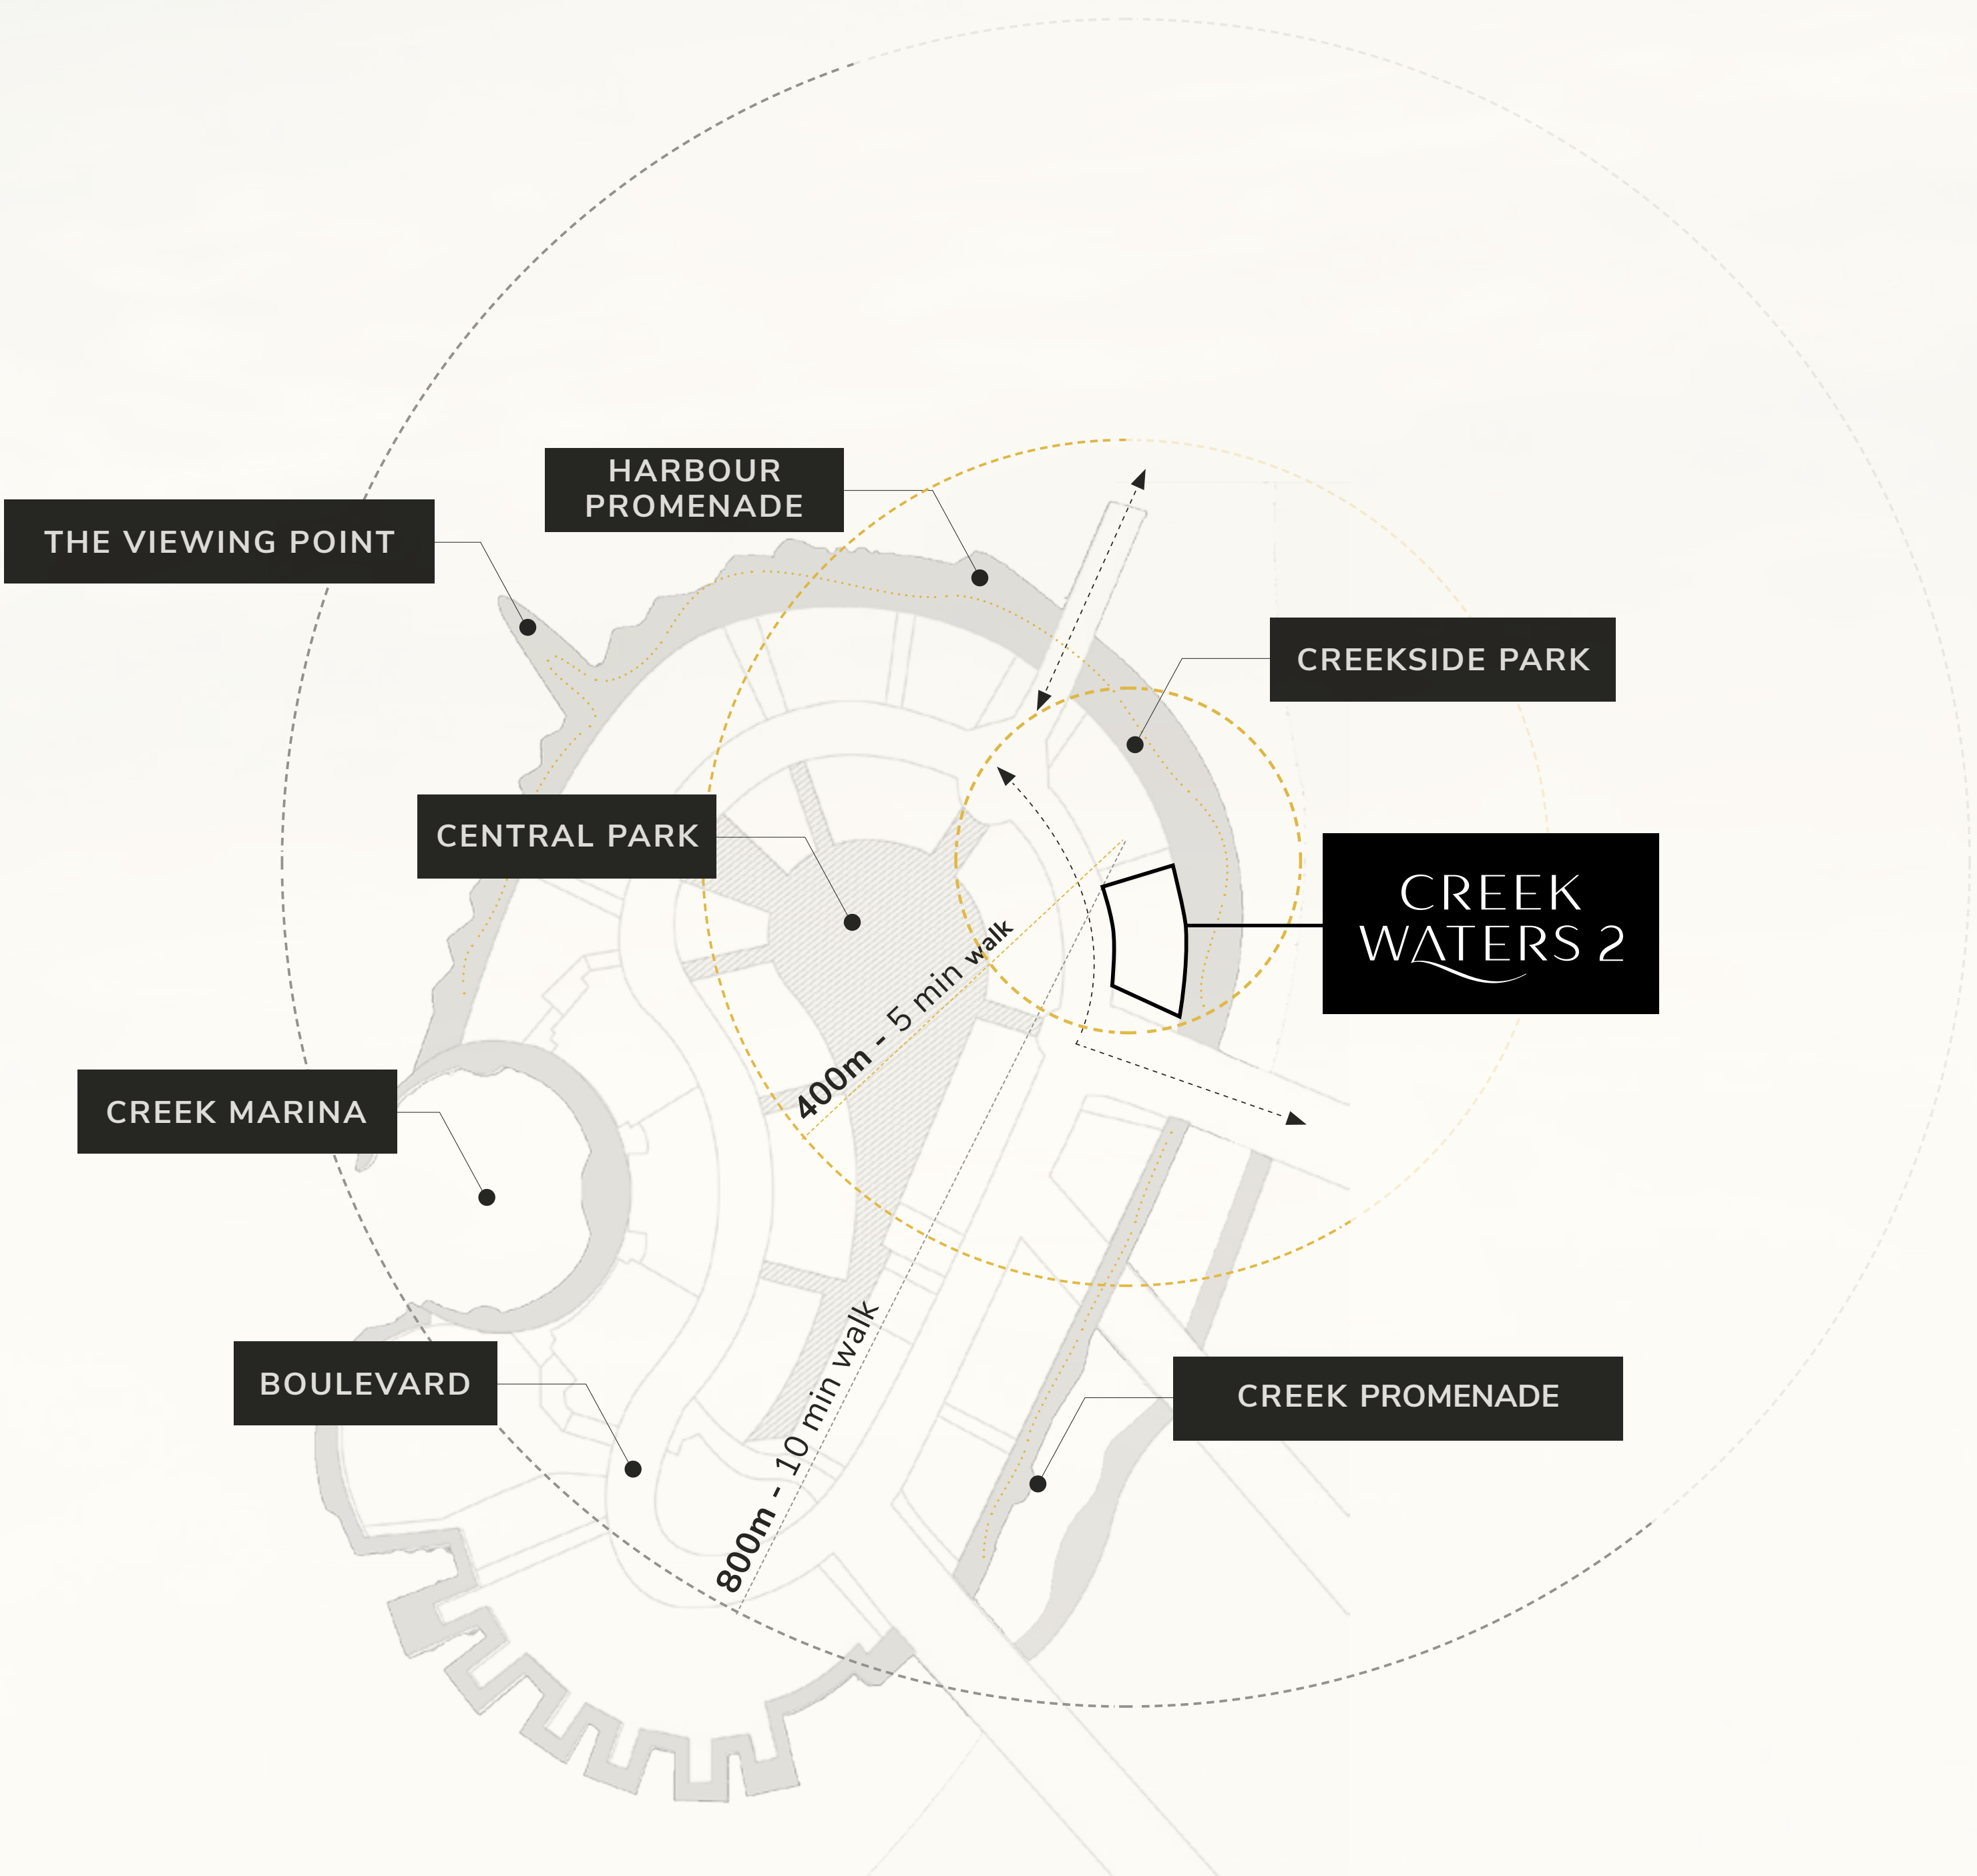 HARBOUR
PROMENADE
THE VIEWING POINT
CREEKSIDE PARK
CENTRAL PARK
CREEK
WATERS 2
400m - 5 min walk
CREEK MARINA
BOULEVARD
800m - 10 min walk
CREEK PROMENADE